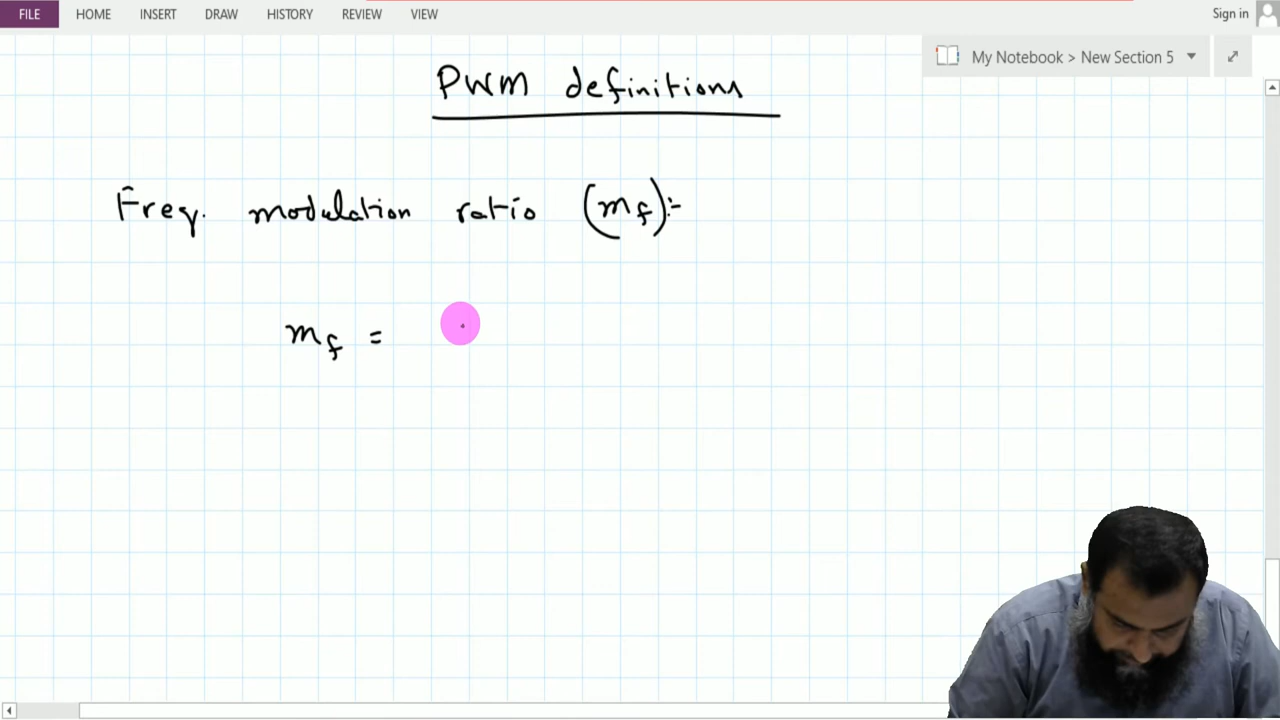 FILE HOME INSERT DRAW HISTORY REVIEW VIEW Sign in
My Notebook > New Section 5
PWM definitions
Freq. modulation ratio (mf):-
mf =